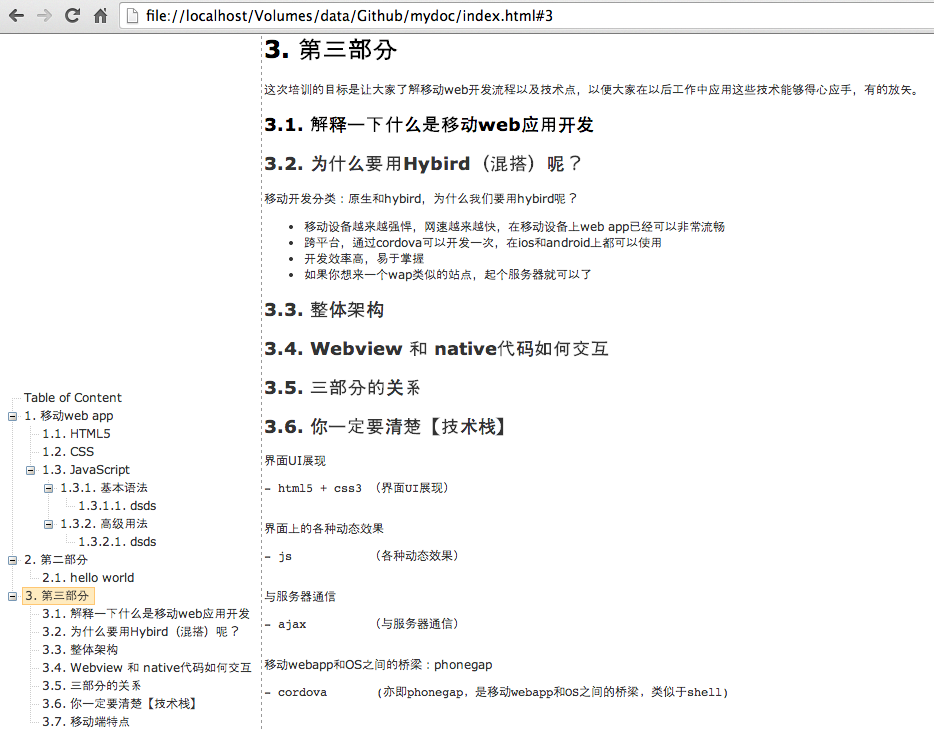 file://localhost/Volumes/data/Github/mydoc/index.html#3
Table of Content
1. 移动web app
1.1. HTML5
1.2. CSS
1.3. JavaScript
1.3.1. 基本语法
1.3.1.1. dsds
1.3.2. 高级用法
1.3.2.1. dsds
2. 第二部分
2.1. hello world
3. 第三部分
3.1. 解释一下什么是移动web应用开发
3.2. 为什么要用Hybird（混搭）呢？
3.3. 整体架构
3.4. Webview 和 native代码如何交互
3.5. 三部分的关系
3.6. 你一定要清楚【技术栈】
3.7. 移动端特点
3. 第三部分
这次培训的目标是让大家了解移动web开发流程以及技术点，以便大家在以后工作中应用这些技术能够得心应手，有的放矢。
3.1. 解释一下什么是移动web应用开发
3.2. 为什么要用Hybird（混搭）呢？
移动开发分类：原生和hybird，为什么我们要用hybird呢？
• 移动设备越来越强悍，网速越来越快，在移动设备上web app已经可以非常流畅
• 跨平台，通过cordova可以开发一次，在ios和android上都可以使用
• 开发效率高，易于掌握
• 如果你想来一个wap类似的站点，起个服务器就可以了
3.3. 整体架构
3.4. Webview 和 native代码如何交互
3.5. 三部分的关系
3.6. 你一定要清楚【技术栈】
界面UI展现
- html5 + css3 （界面UI展现）
界面上的各种动态效果
- js （各种动态效果）
与服务器通信
- ajax （与服务器通信）
移动webapp和OS之间的桥梁：phonegap
- cordova （亦即phonegap，是移动webapp和OS之间的桥梁，类似于shell）